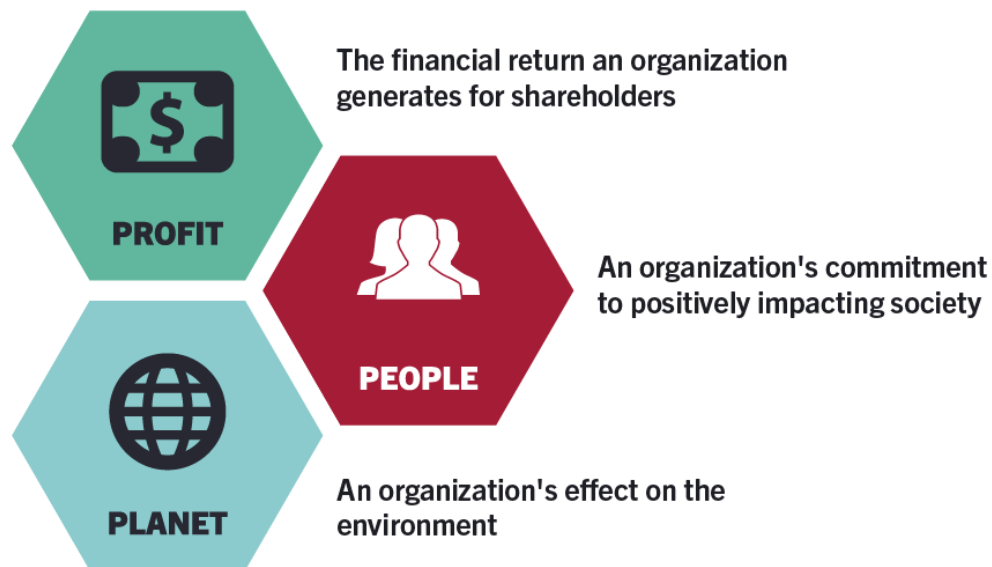 The financial return an organization
generates for shareholders
$
PROFIT
An organization's commitment
to positively impacting society
PEOPLE
An organization's effect on the
environment
PLANET